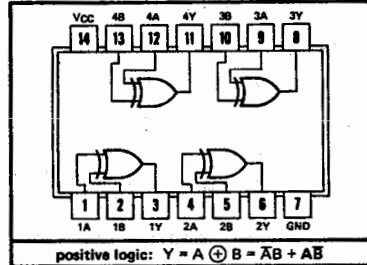 VCC 4B 4A 4Y 3B 3A 3Y
14 13 12 11 10 9 8
1 2 3 4 5 6 7
1A 1B 1Y 2A 2B 2Y GND
positive logic: Y = A ⊕ B = A̅B + AB̅